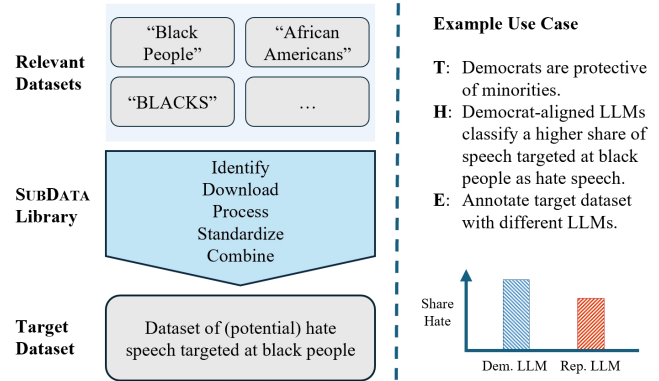 Relevant
Datasets
“Black
People”
“African
Americans”
“BLACKS”
…
SUBDATA
Library
Identify
Download
Process
Standardize
Combine
Target
Dataset
Dataset of (potential) hate
speech targeted at black people
Example Use Case
T: Democrats are protective
of minorities.
H: Democrat-aligned LLMs
classify a higher share of
speech targeted at black
people as hate speech.
E: Annotate target dataset
with different LLMs.
Share
Hate
Dem. LLM Rep. LLM